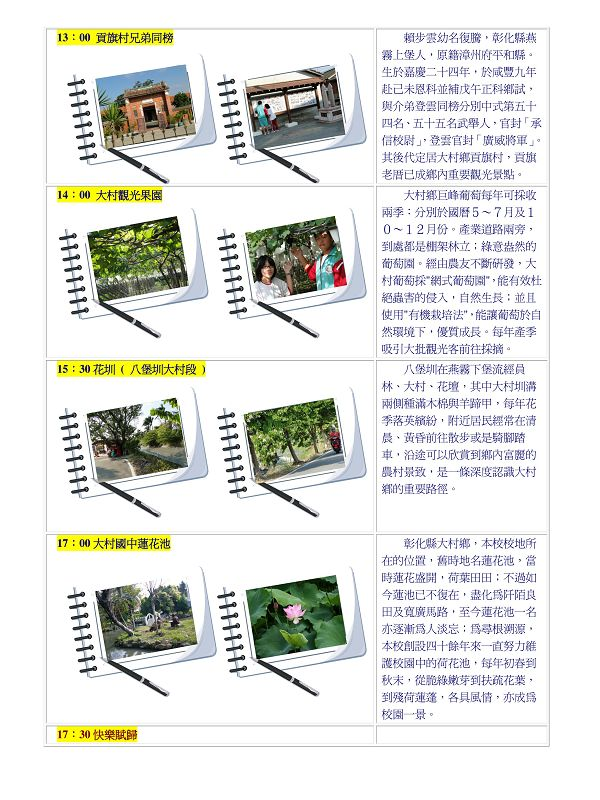 13：00 貢旗村兄弟同榜
賴步雲幼名復騰，彰化縣燕
霧上堡人，原籍漳州府平和縣。
生於嘉慶二十四年，於咸豐九年
赴己未恩科並補戊午正科鄉試，
與介弟登雲同榜分別中式第五十
四名、五十五名武舉人，官封「承
信校尉」，登雲官封「廣威將軍」。
其後代定居大村鄉貢旗村，貢旗
老厝已成鄉內重要觀光景點。
14：00 大村觀光果園
大村鄉巨峰葡萄每年可採收
兩季：分別於國曆５～７月及１
０～１２月份。產業道路兩旁，
到處都是棚架林立；綠意盎然的
葡萄園。經由農友不斷研發，大
村葡萄採"網式葡萄園"，能有效杜
絕蟲害的侵入，自然生長；並且
使用"有機栽培法"，能讓葡萄於自
然環境下，優質成長。每年產季
吸引大批觀光客前往採摘。
15：30 花圳（ 八堡圳大村段 ）
八堡圳在燕霧下堡流經員
林、大村、花壇，其中大村圳溝
兩側種滿木棉與羊蹄甲，每年花
季落英繽紛，附近居民經常在清
晨、黃昏前往散步或是騎腳踏
車，沿途可以欣賞到鄉內富麗的
農村景致，是一條深度認識大村
鄉的重要路徑。
17：00 大村國中蓮花池
彰化縣大村鄉，本校校地所
在的位置，舊時地名蓮花池，當
時蓮花盛開，荷葉田田；不過如
今蓮池已不復在，盡化為阡陌良
田及寬廣馬路，至今蓮花池一名
亦逐漸為人淡忘；為尋根溯源，
本校創設四十餘年來一直努力維
護校園中的荷花池，每年初春到
秋末，從脆綠嫩芽到扶疏花葉，
到殘荷蓮蓬，各具風情，亦成為
校園一景。
17：30 快樂賦歸